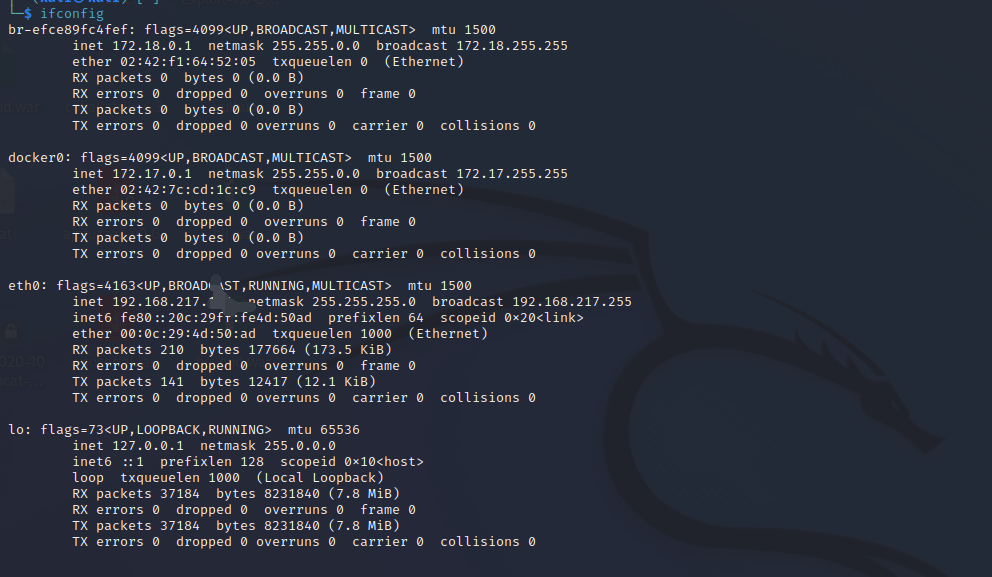 └─$ ifconfig
br-efce89fc4fef: flags=4099<UP,BROADCAST,MULTICAST>  mtu 1500
        inet 172.18.0.1  netmask 255.255.0.0  broadcast 172.18.255.255
        ether 02:42:f1:64:52:05  txqueuelen 0  (Ethernet)
        RX packets 0  bytes 0 (0.0 B)
        RX errors 0  dropped 0  overruns 0  frame 0
        TX packets 0  bytes 0 (0.0 B)
        TX errors 0  dropped 0 overruns 0  carrier 0  collisions 0
docker0: flags=4099<UP,BROADCAST,MULTICAST>  mtu 1500
        inet 172.17.0.1  netmask 255.255.0.0  broadcast 172.17.255.255
        ether 02:42:7c:cd:1c:c9  txqueuelen 0  (Ethernet)
        RX packets 0  bytes 0 (0.0 B)
        RX errors 0  dropped 0  overruns 0  frame 0
        TX packets 0  bytes 0 (0.0 B)
        TX errors 0  dropped 0 overruns 0  carrier 0  collisions 0
eth0: flags=4163<UP,BROADCAST,RUNNING,MULTICAST>  mtu 1500
        inet 192.168.217.  netmask 255.255.255.0  broadcast 192.168.217.255
        inet6 fe80::20c:29ff:fe4d:50ad  prefixlen 64  scopeid 0×20<link>
        ether 00:0c:29:4d:50:ad  txqueuelen 1000  (Ethernet)
        RX packets 210  bytes 177664 (173.5 KiB)
        RX errors 0  dropped 0  overruns 0  frame 0
        TX packets 141  bytes 12417 (12.1 KiB)
        TX errors 0  dropped 0 overruns 0  carrier 0  collisions 0
lo: flags=73<UP,LOOPBACK,RUNNING>  mtu 65536
        inet 127.0.0.1  netmask 255.0.0.0
        inet6 ::1  prefixlen 128  scopeid 0×10<host>
        loop  txqueuelen 1000  (Local Loopback)
        RX packets 37184  bytes 8231840 (7.8 MiB)
        RX errors 0  dropped 0  overruns 0  frame 0
        TX packets 37184  bytes 8231840 (7.8 MiB)
        TX errors 0  dropped 0 overruns 0  carrier 0  collisions 0